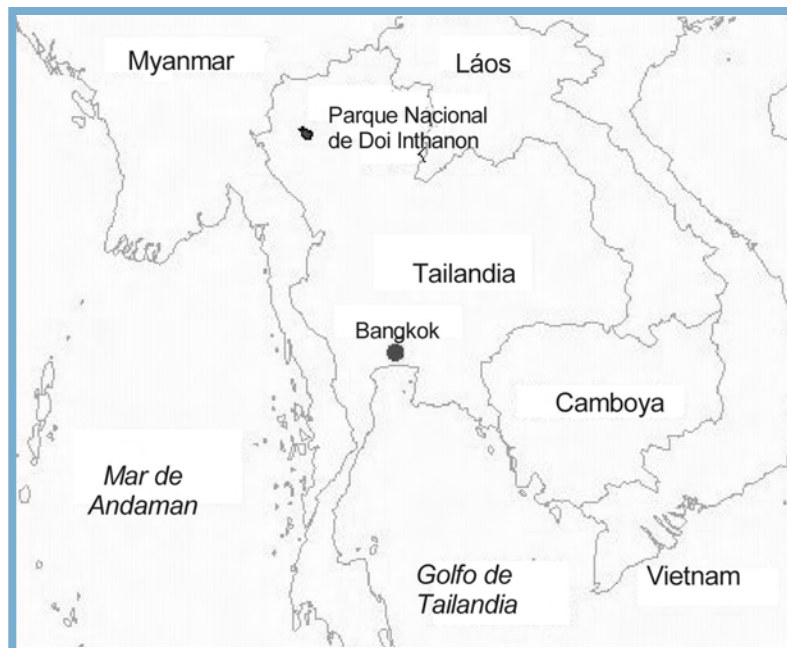 Myanmar
Láos
Parque Nacional
de Doi Inthanon
Tailandia
Bangkok
Camboya
Mar de
Andaman
Golfo de
Tailandia
Vietnam